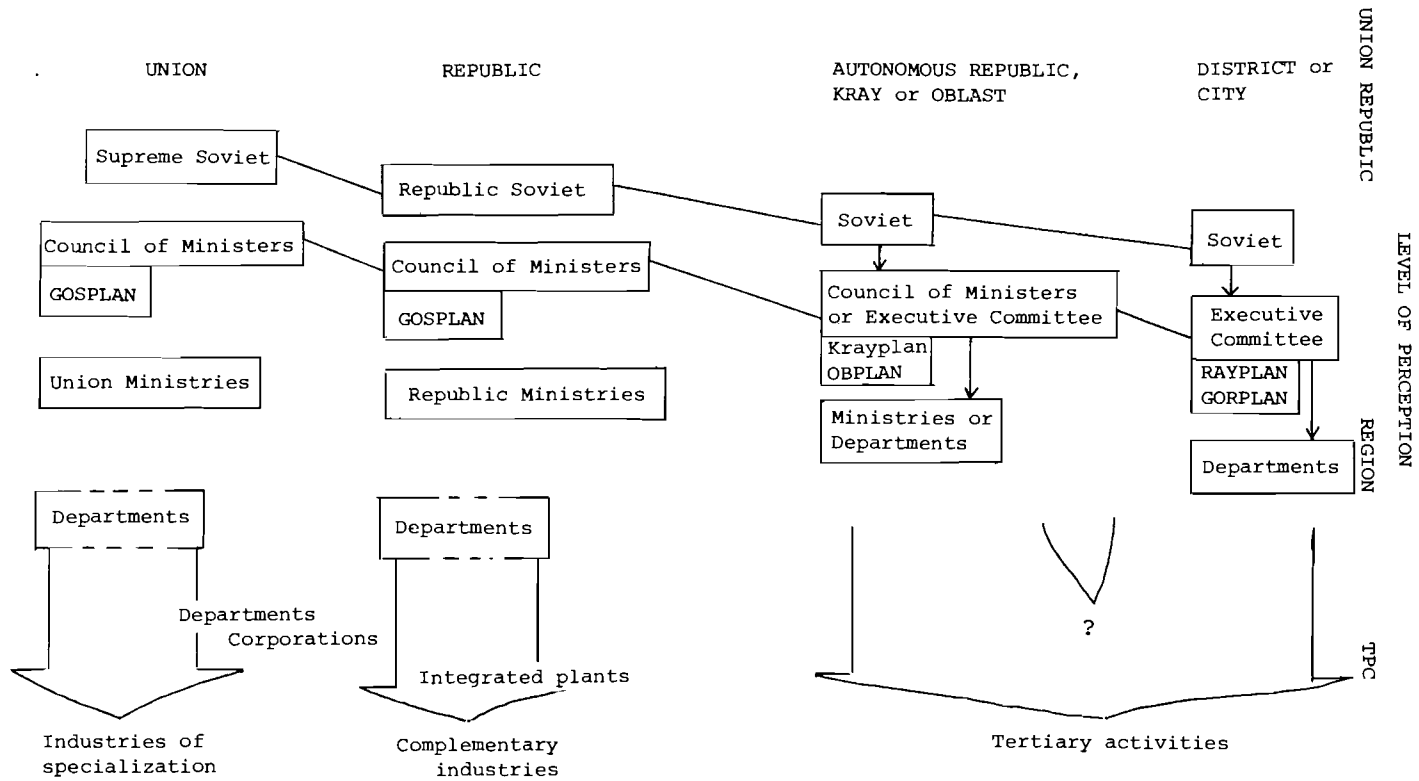 UNION
REPUBLIC
AUTONOMOUS REPUBLIC,
KRAY or OBLAST
DISTRICT or
CITY
UNION REPUBLIC
Supreme Soviet
Republic Soviet
Soviet
Soviet
Council of Ministers
GOSPLAN
Council of Ministers
GOSPLAN
Council of Ministers
or Executive Committee
Krayplan
OBPLAN
Executive
Committee
RAYPLAN
GORPLAN
LEVEL OF PERCEPTION
Union Ministries
Republic Ministries
Ministries or
Departments
Departments
REGION
Departments
Departments
Departments
Corporations
Integrated plants
?
TPC
Industries of
specialization
Complementary
industries
Tertiary activities